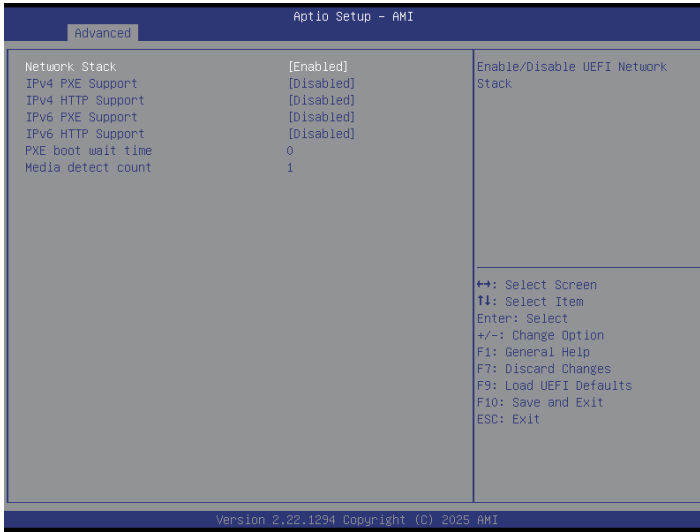 Aptio Setup – AMI
Advanced
Network Stack [Enabled]
IPv4 PXE Support [Disabled]
IPv4 HTTP Support [Disabled]
IPv6 PXE Support [Disabled]
IPv6 HTTP Support [Disabled]
PXE boot wait time 0
Media detect count 1
Enable/Disable UEFI Network
Stack
↔: Select Screen
↑↓: Select Item
Enter: Select
+/-: Change Option
F1: General Help
F7: Discard Changes
F9: Load UEFI Defaults
F10: Save and Exit
ESC: Exit
Version 2.22.1294 Copyright (C) 2025 AMI